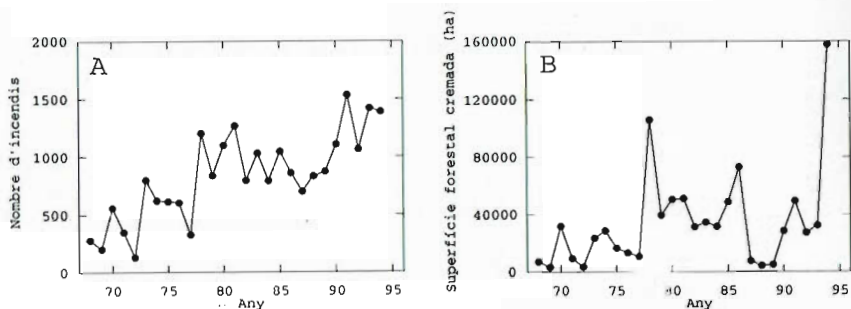 Nombre d'incendis
2000
1500
1000
500
0
A
70 75 80 85 90 95
Any
Superfície forestal cremada (ha)
160000
120000
80000
40000
0
B
70 75 80 85 90 95
Any